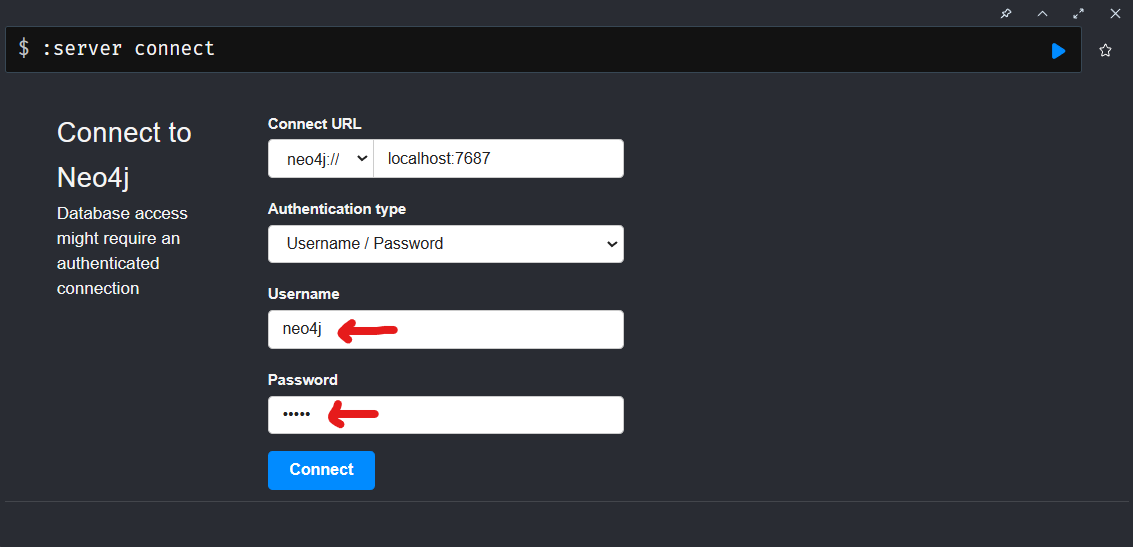 $ :server connect
Connect to
Neo4j
Database access
might require an
authenticated
connection
Connect URL
neo4j:// localhost:7687
Authentication type
Username / Password
Username
neo4j
Password
•••••
Connect